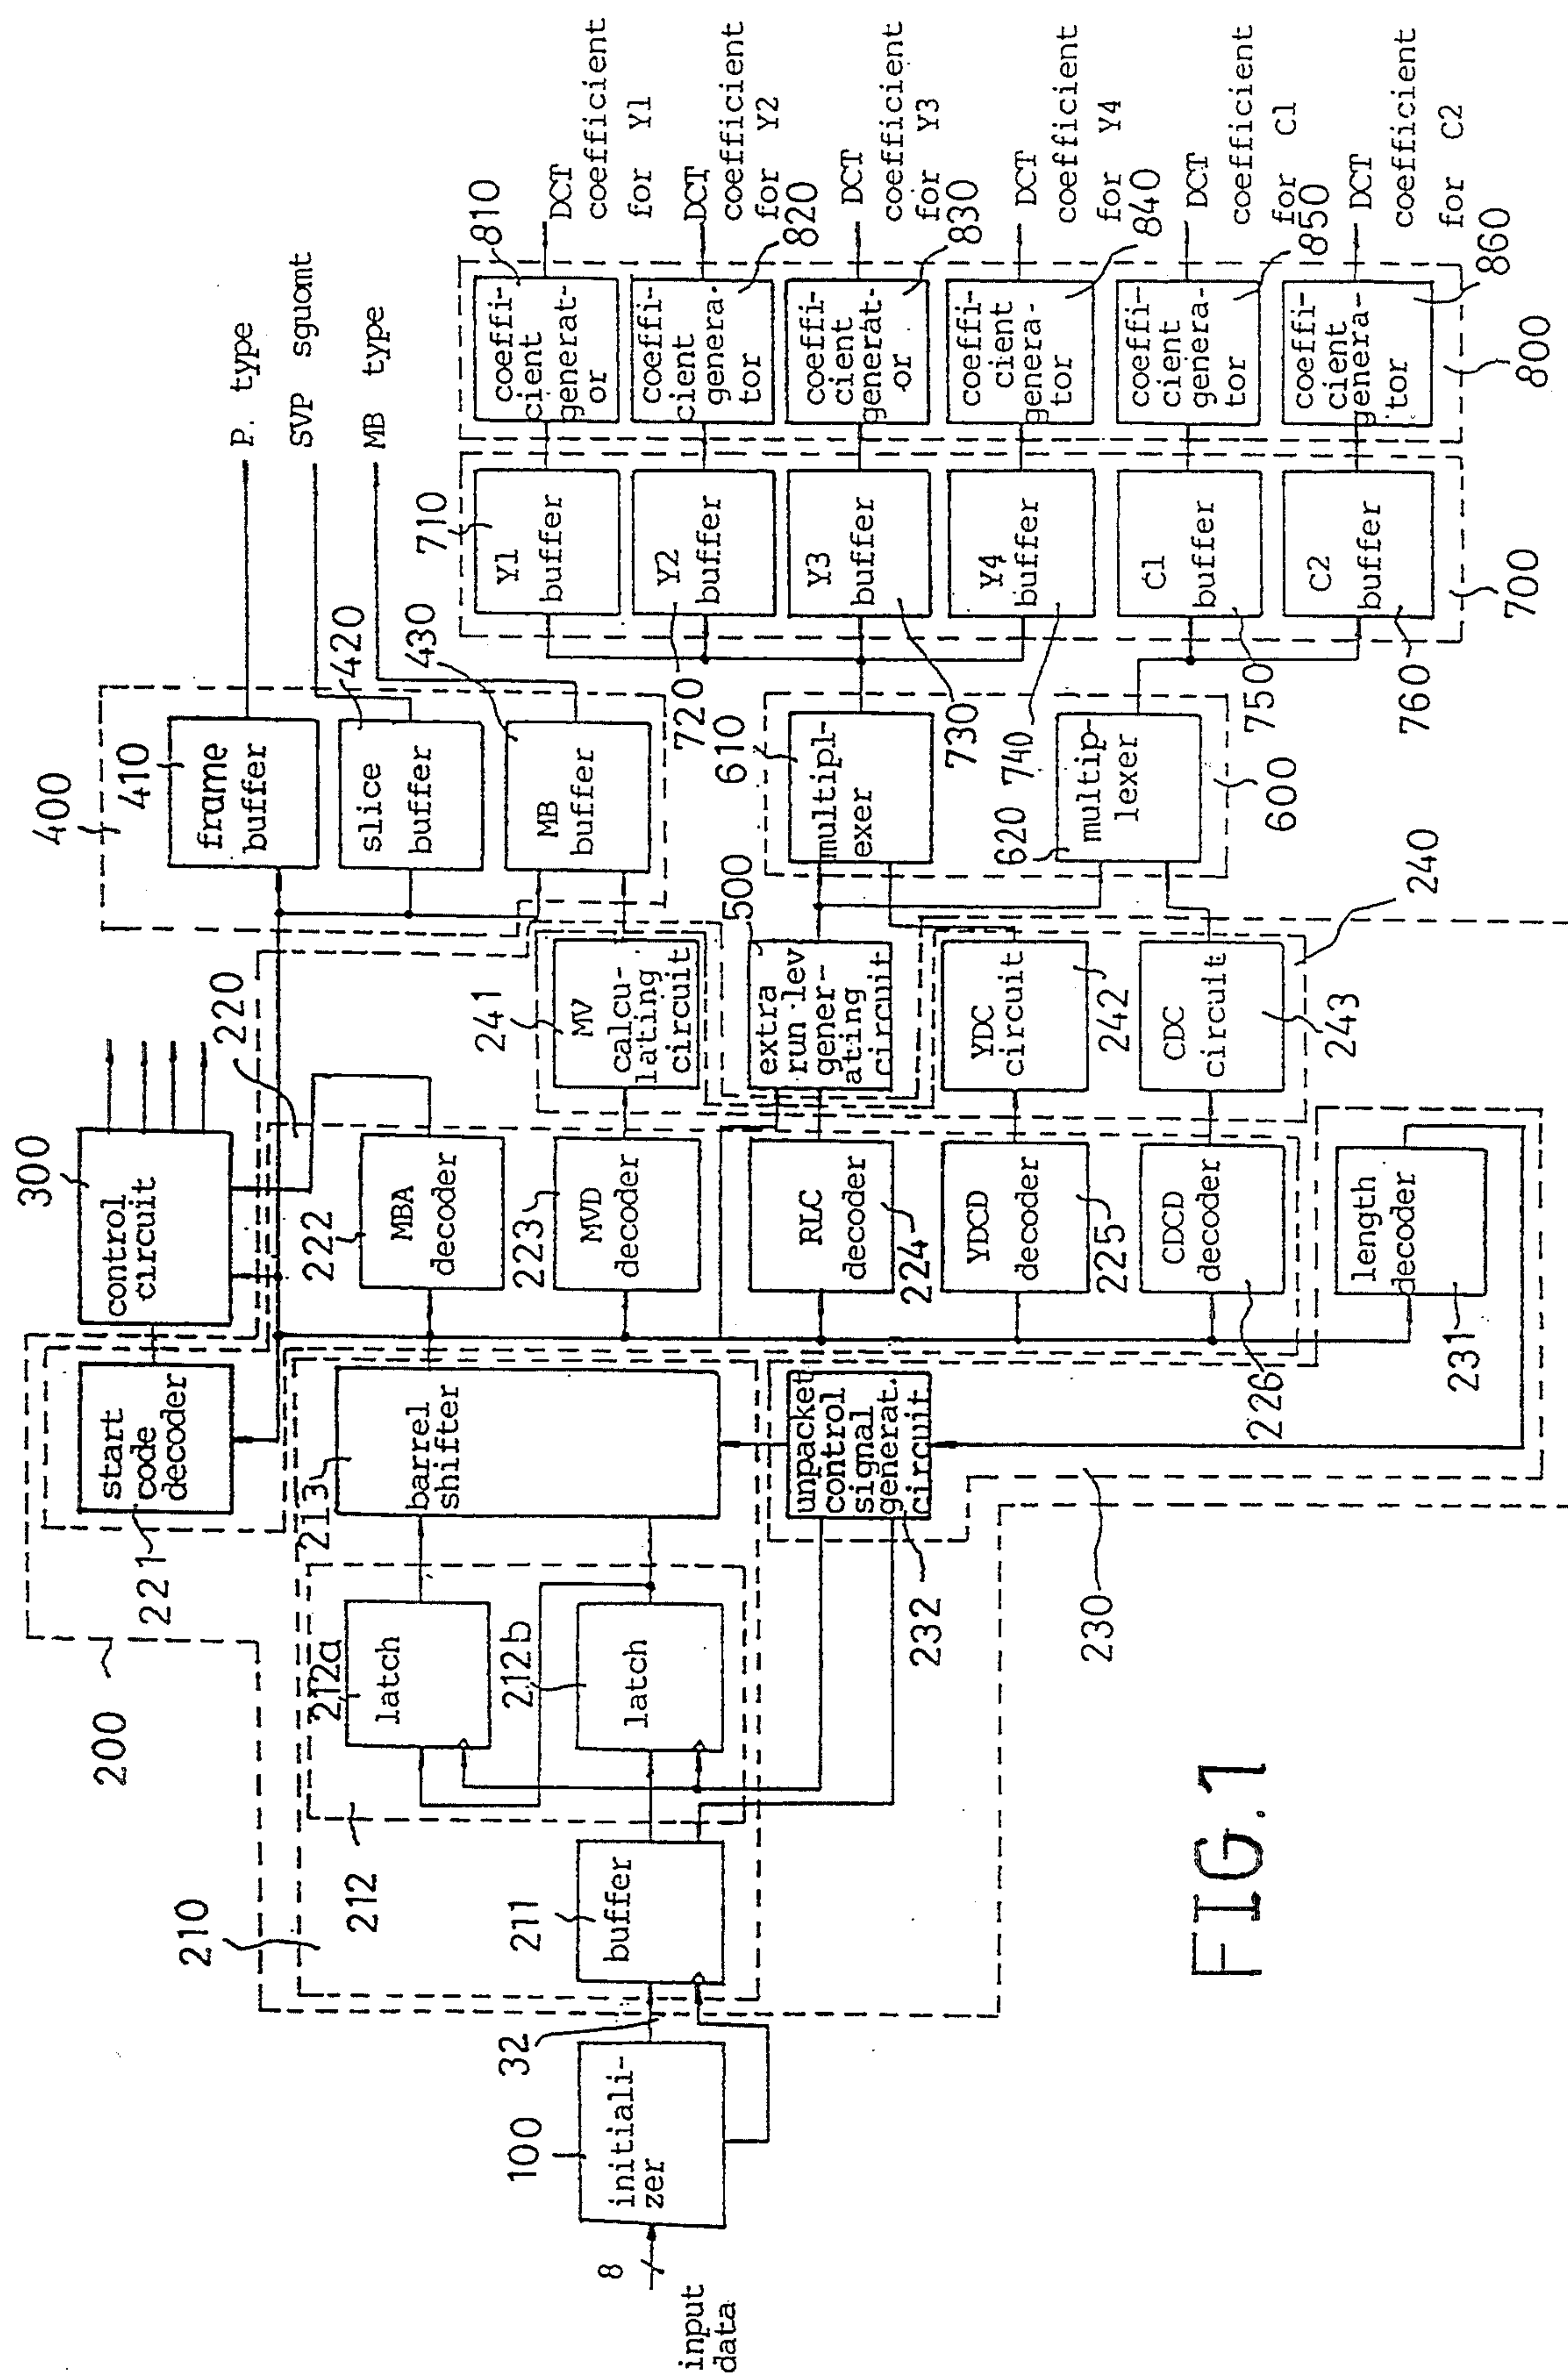 input
data
8
100
initiali-
zer
32
200
210
211
buffer
212
212a
latch
212b
latch
213
barrel
shifter
221
start
code
decoder
300
control
circuit
220
222
MBA
decoder
223
MVD
decoder
224
RLC
decoder
225
YDCD
decoder
226
CDCD
decoder
231
length
decoder
232
unpacket
control
signal
generat.
circuit
230
241
MV
calcu-
lating
circuit
500
extra
run lev
gener-
ating
circuit
242
YDC
circuit
243
CDC
circuit
240
400
410
frame
buffer
420
slice
buffer
430
MB
buffer
610
multipl-
exer
620
multip-
lexer
600
710
Y1
buffer
720
Y2
buffer
730
Y3
buffer
740
Y4
buffer
750
C1
buffer
760
C2
buffer
700
810
coeffi-
cient
generat-
or
820
coeffi-
cient
genera-
tor
830
coeffi-
cient
generat-
or
840
coeffi-
cient
genera-
tor
850
coeffi-
cient
genera-
tor
860
coeffi-
cient
genera-
tor
800
P. type
SVP sguomt
MB type
DCT
coefficient
for Y1
DCT
coefficient
for Y2
DCT
coefficient
for Y3
DCT
coefficient
for Y4
DCT
coefficient
for C1
DCT
coefficient
for C2
FIG.1